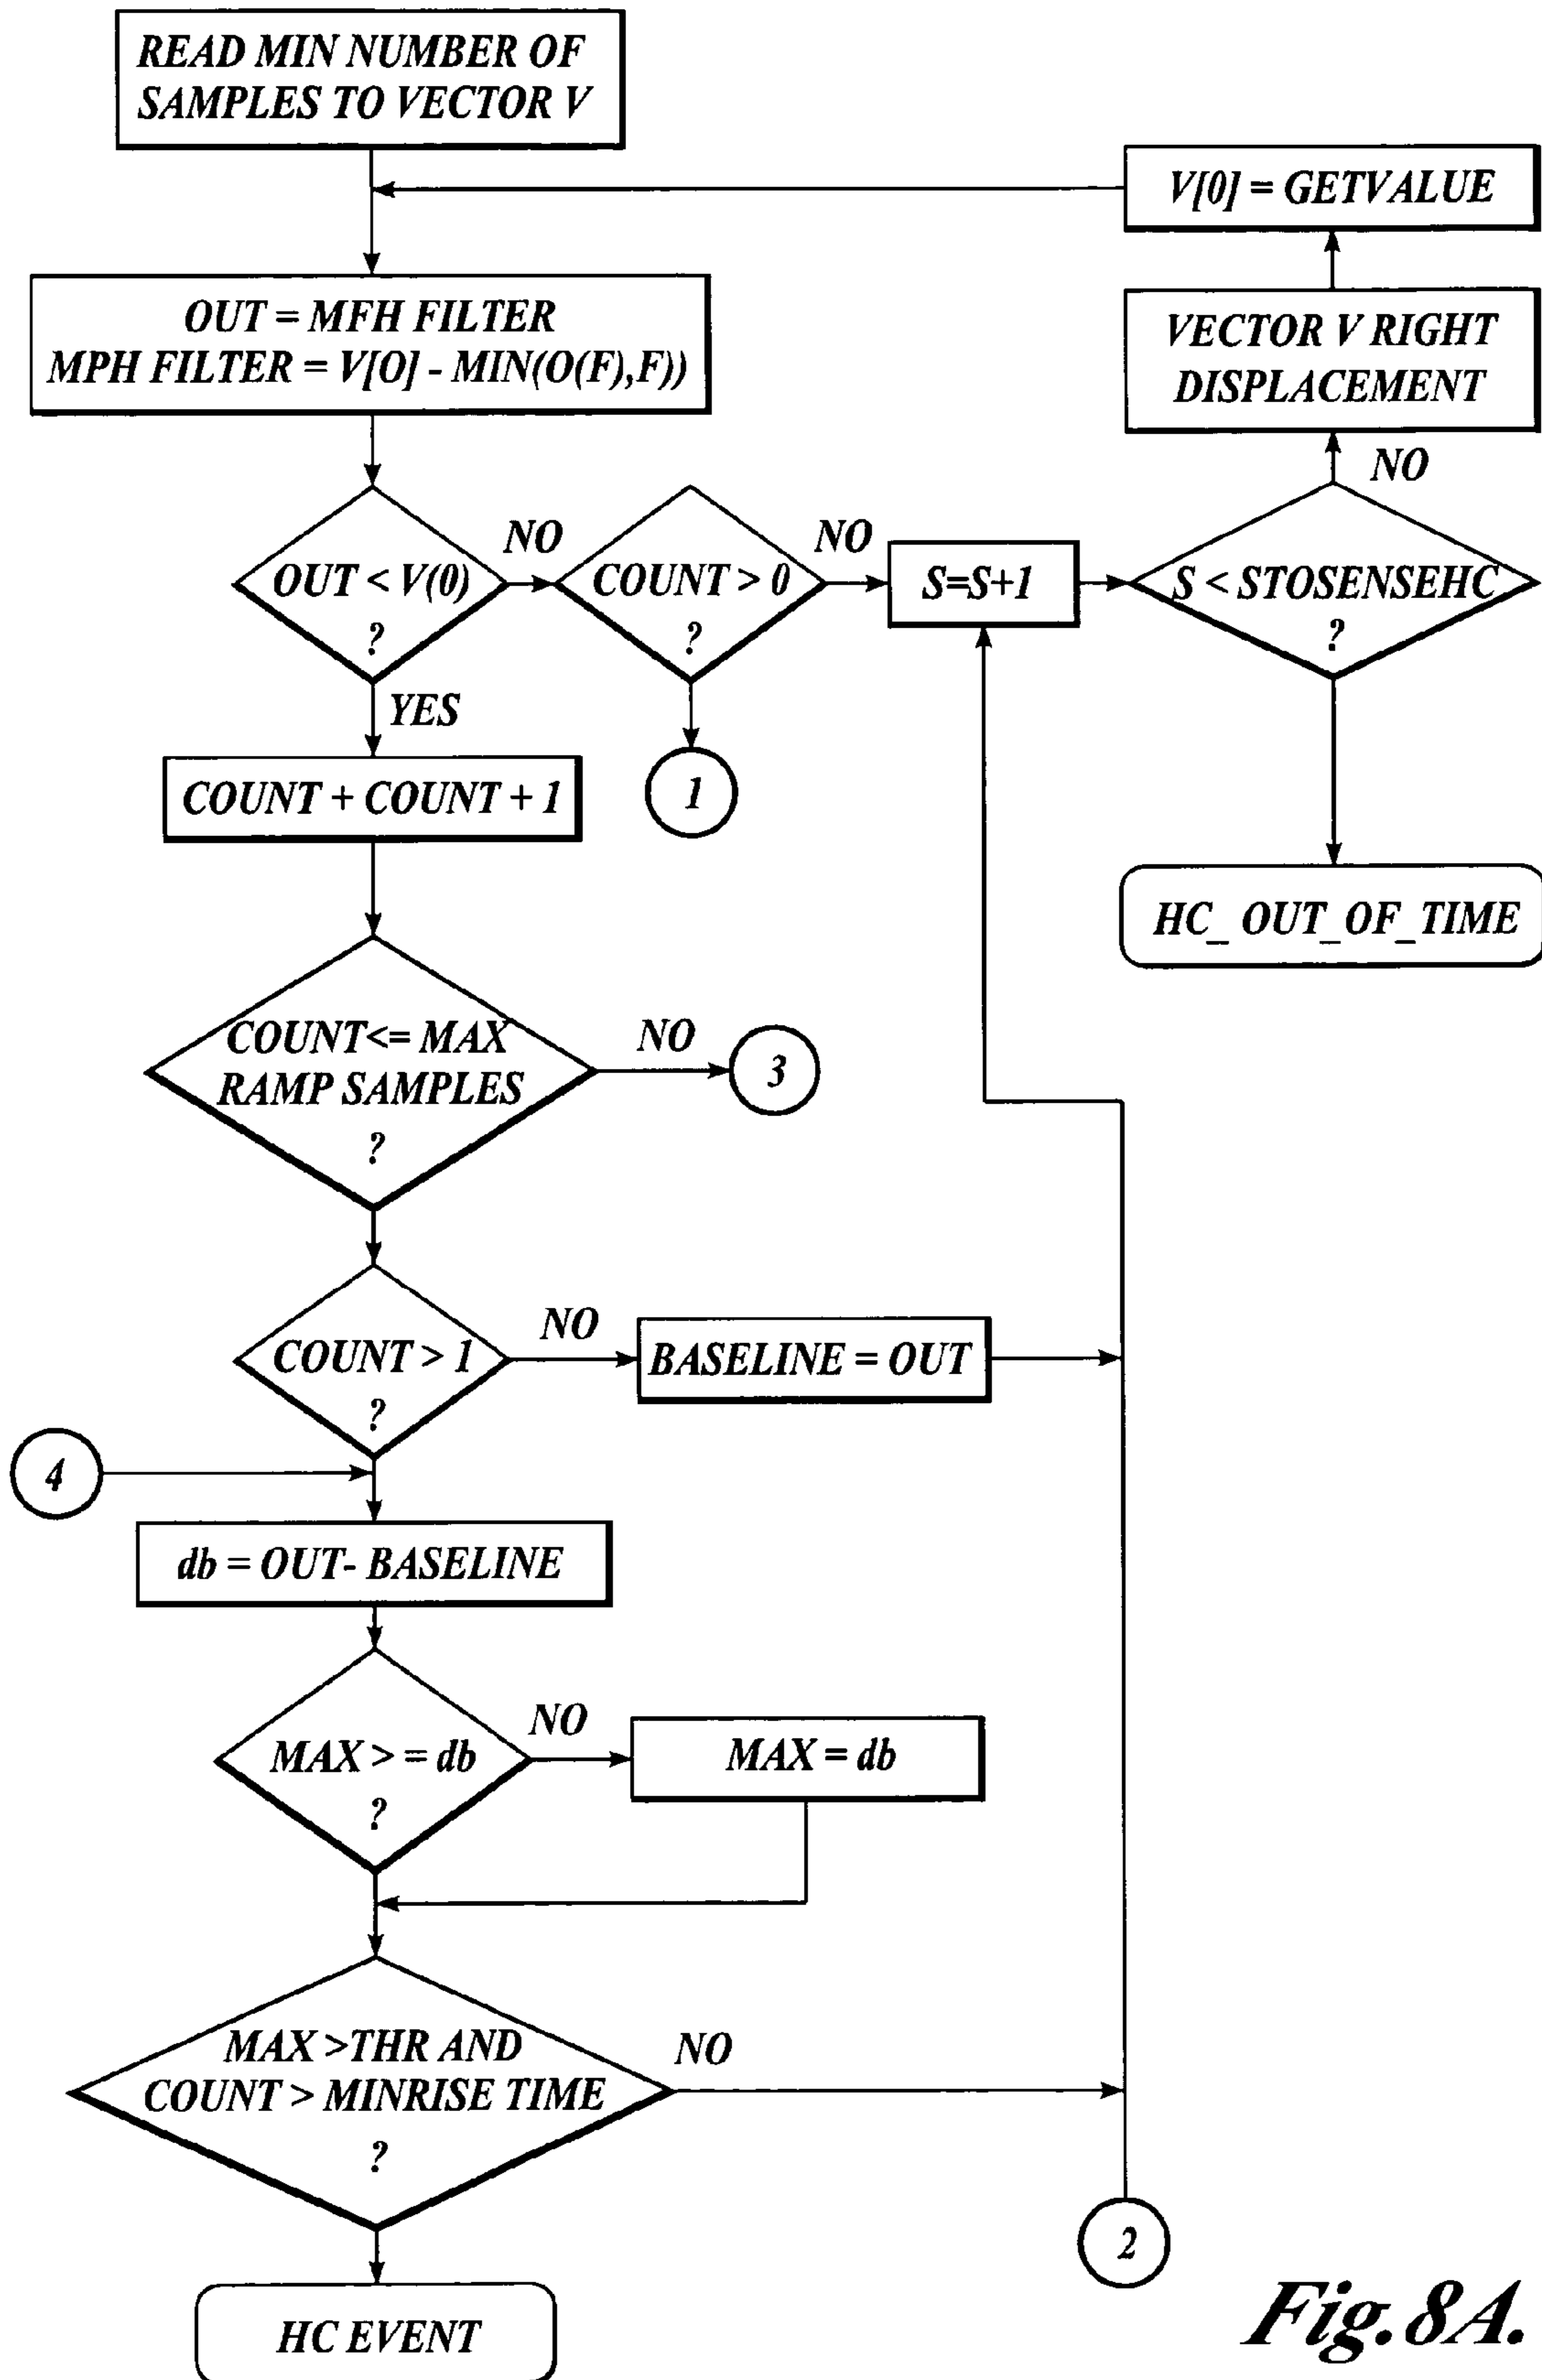 READ MIN NUMBER OF
SAMPLES TO VECTOR V
V[0] = GETVALUE
OUT = MFH FILTER
MPH FILTER = V[O] - MIN(O(F),F))
VECTOR V RIGHT
DISPLACEMENT
NO
OUT < V(0)
?
NO
COUNT > 0
?
NO
S=S+1
S < STOSENSEHC
?
YES
COUNT + COUNT + 1
1
HC_ OUT_OF_TIME
COUNT<= MAX
RAMP SAMPLES
?
NO
3
COUNT > 1
?
NO
BASELINE = OUT
4
db = OUT- BASELINE
MAX > = db
?
NO
MAX = db
MAX >THR AND
COUNT > MINRISE TIME
?
NO
2
HC EVENT
Fig.8A.